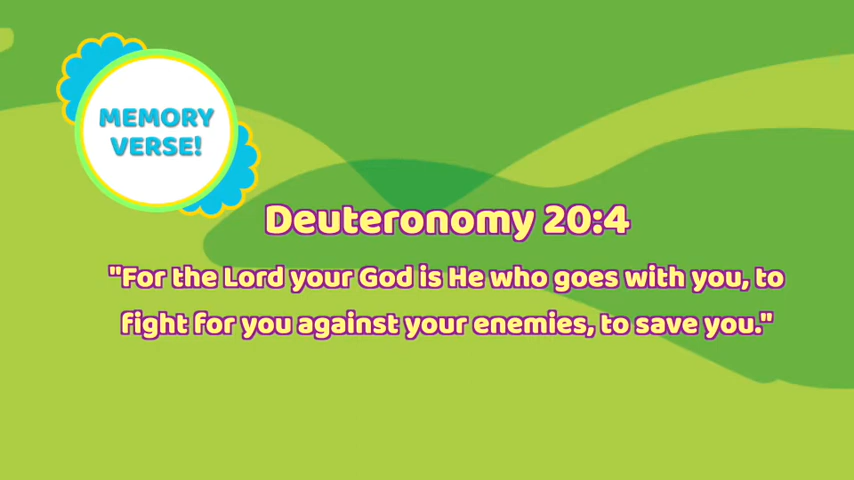 MEMORY
VERSE!
Deuteronomy 20:4
"For the Lord your God is He who goes with you, to
fight for you against your enemies, to save you."